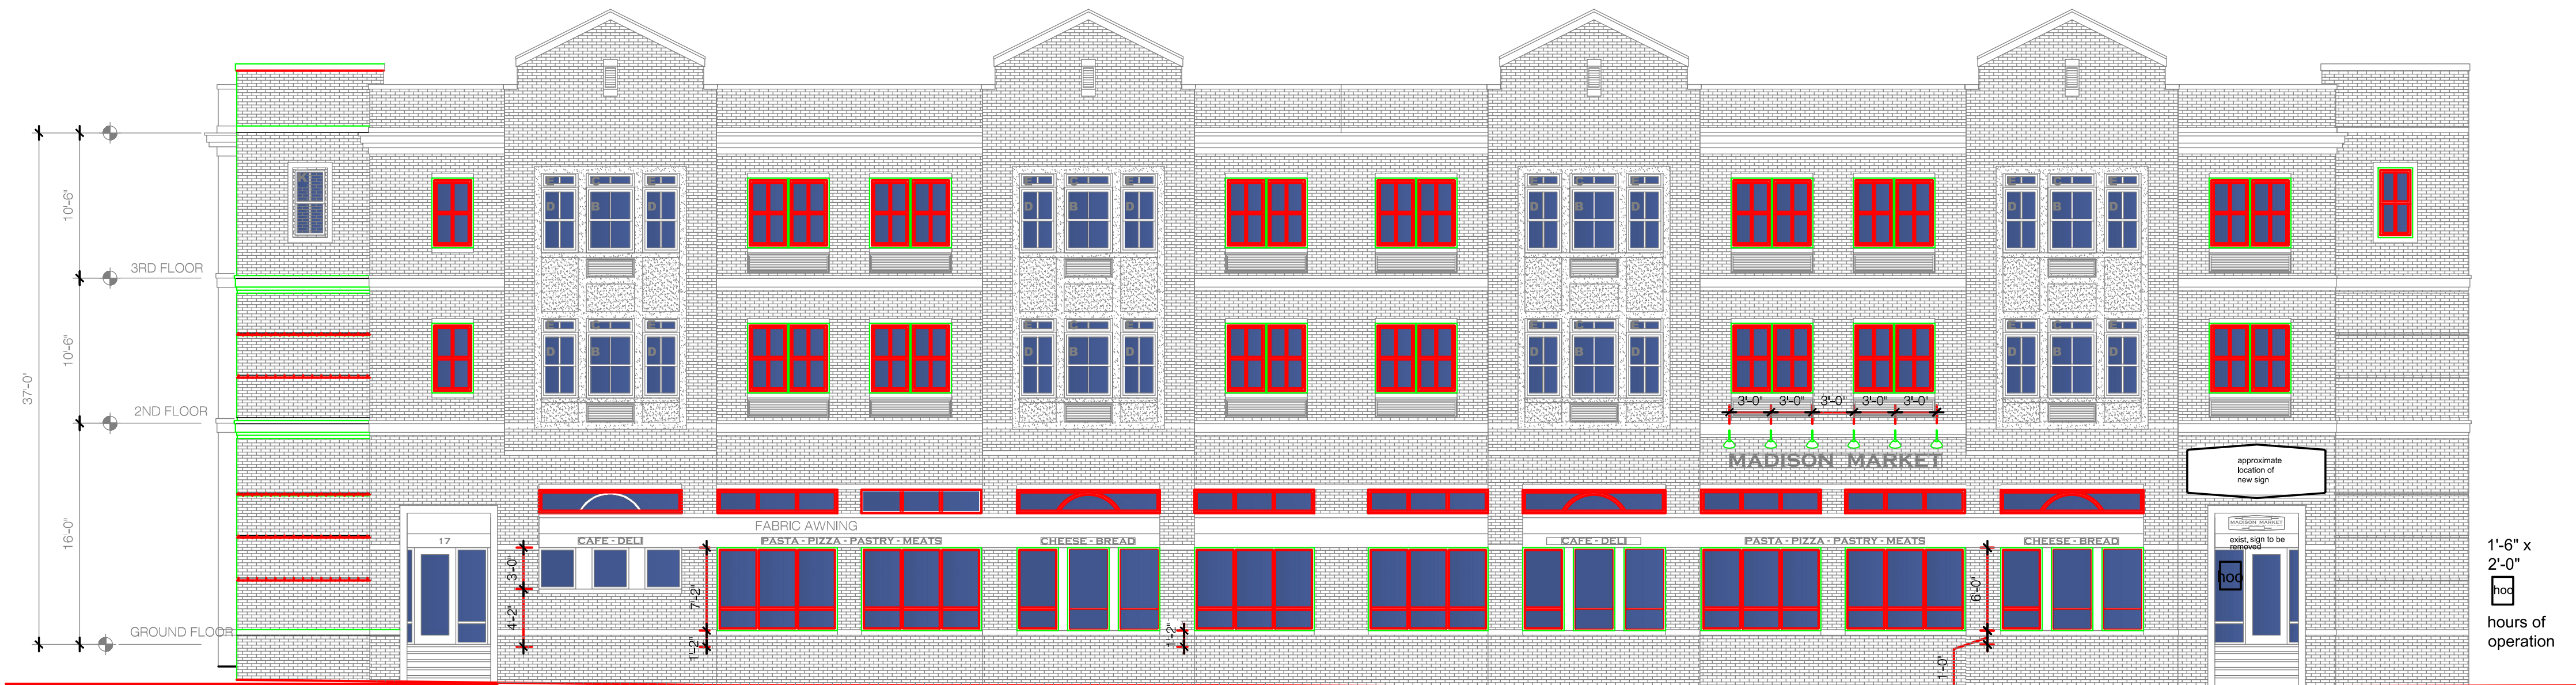 K
E C E
D B D
E C E
D B D
E C E
D B D
E C E
D B D
10'-6"
3RD FLOOR
37'-0"
10'-6"
E C E
D B D
E C E
D B D
E C E
D B D
E C E
D B D
2ND FLOOR
3'-0" 3'-0" 3'-0" 3'-0" 3'-0"
MADISON MARKET
approximate
location of
new sign
16'-0"
FABRIC AWNING
MADISON MARKET
17
CAFE - DELI
PASTA - PIZZA - PASTRY - MEATS
CHEESE - BREAD
CAFE - DELI
PASTA - PIZZA - PASTRY - MEATS
CHEESE - BREAD
exist, sign to be
removed
3'-0"
4'-2"
7'-2"
1'-2"
1'-2"
6'-0"
1'-0"
hoo
1'-6" x
2'-0"
hoo
hours of
operation
GROUND FLOOR